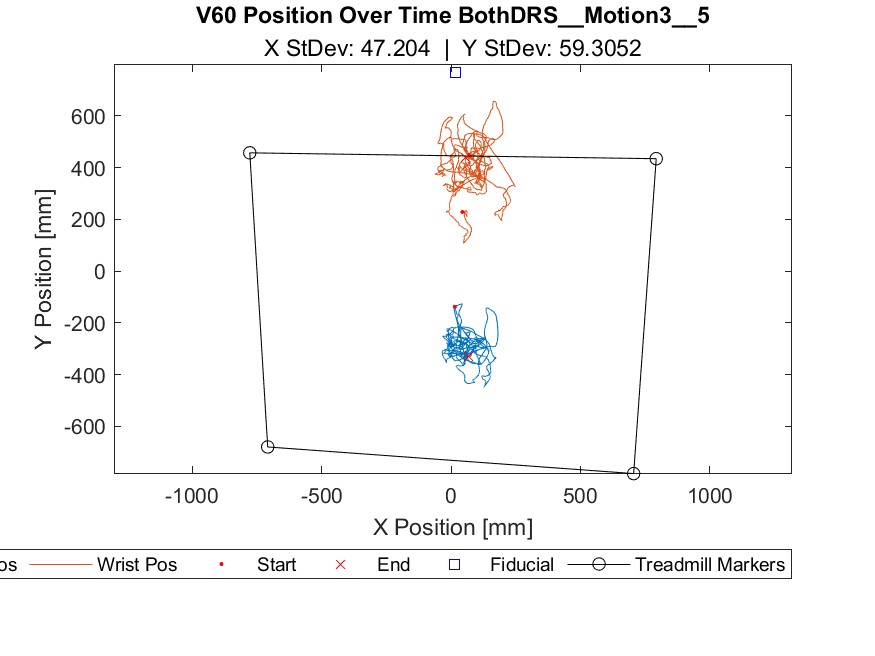 V60 Position Over Time BothDRS__Motion3__5
X StDev: 47.204 | Y StDev: 59.3052
600
400
200
0
-200
-400
-600
Y Position [mm]
-1000 -500 0 500 1000
X Position [mm]
os Wrist Pos Start End Fiducial Treadmill Markers